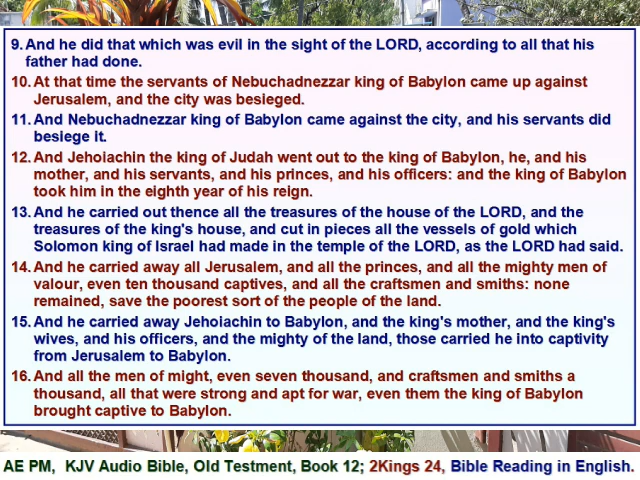 9. And he did that which was evil in the sight of the LORD, according to all that his
father had done.
10. At that time the servants of Nebuchadnezzar king of Babylon came up against
Jerusalem, and the city was besieged.
11. And Nebuchadnezzar king of Babylon came against the city, and his servants did
besiege it.
12. And Jehoiachin the king of Judah went out to the king of Babylon, he, and his
mother, and his servants, and his princes, and his officers: and the king of Babylon
took him in the eighth year of his reign.
13. And he carried out thence all the treasures of the house of the LORD, and the
treasures of the king's house, and cut in pieces all the vessels of gold which
Solomon king of Israel had made in the temple of the LORD, as the LORD had said.
14. And he carried away all Jerusalem, and all the princes, and all the mighty men of
valour, even ten thousand captives, and all the craftsmen and smiths: none
remained, save the poorest sort of the people of the land.
15. And he carried away Jehoiachin to Babylon, and the king's mother, and the king's
wives, and his officers, and the mighty of the land, those carried he into captivity
from Jerusalem to Babylon.
16. And all the men of might, even seven thousand, and craftsmen and smiths a
thousand, all that were strong and apt for war, even them the king of Babylon
brought captive to Babylon.
AE PM, KJV Audio Bible, Old Testment, Book 12; 2Kings 24, Bible Reading in English.